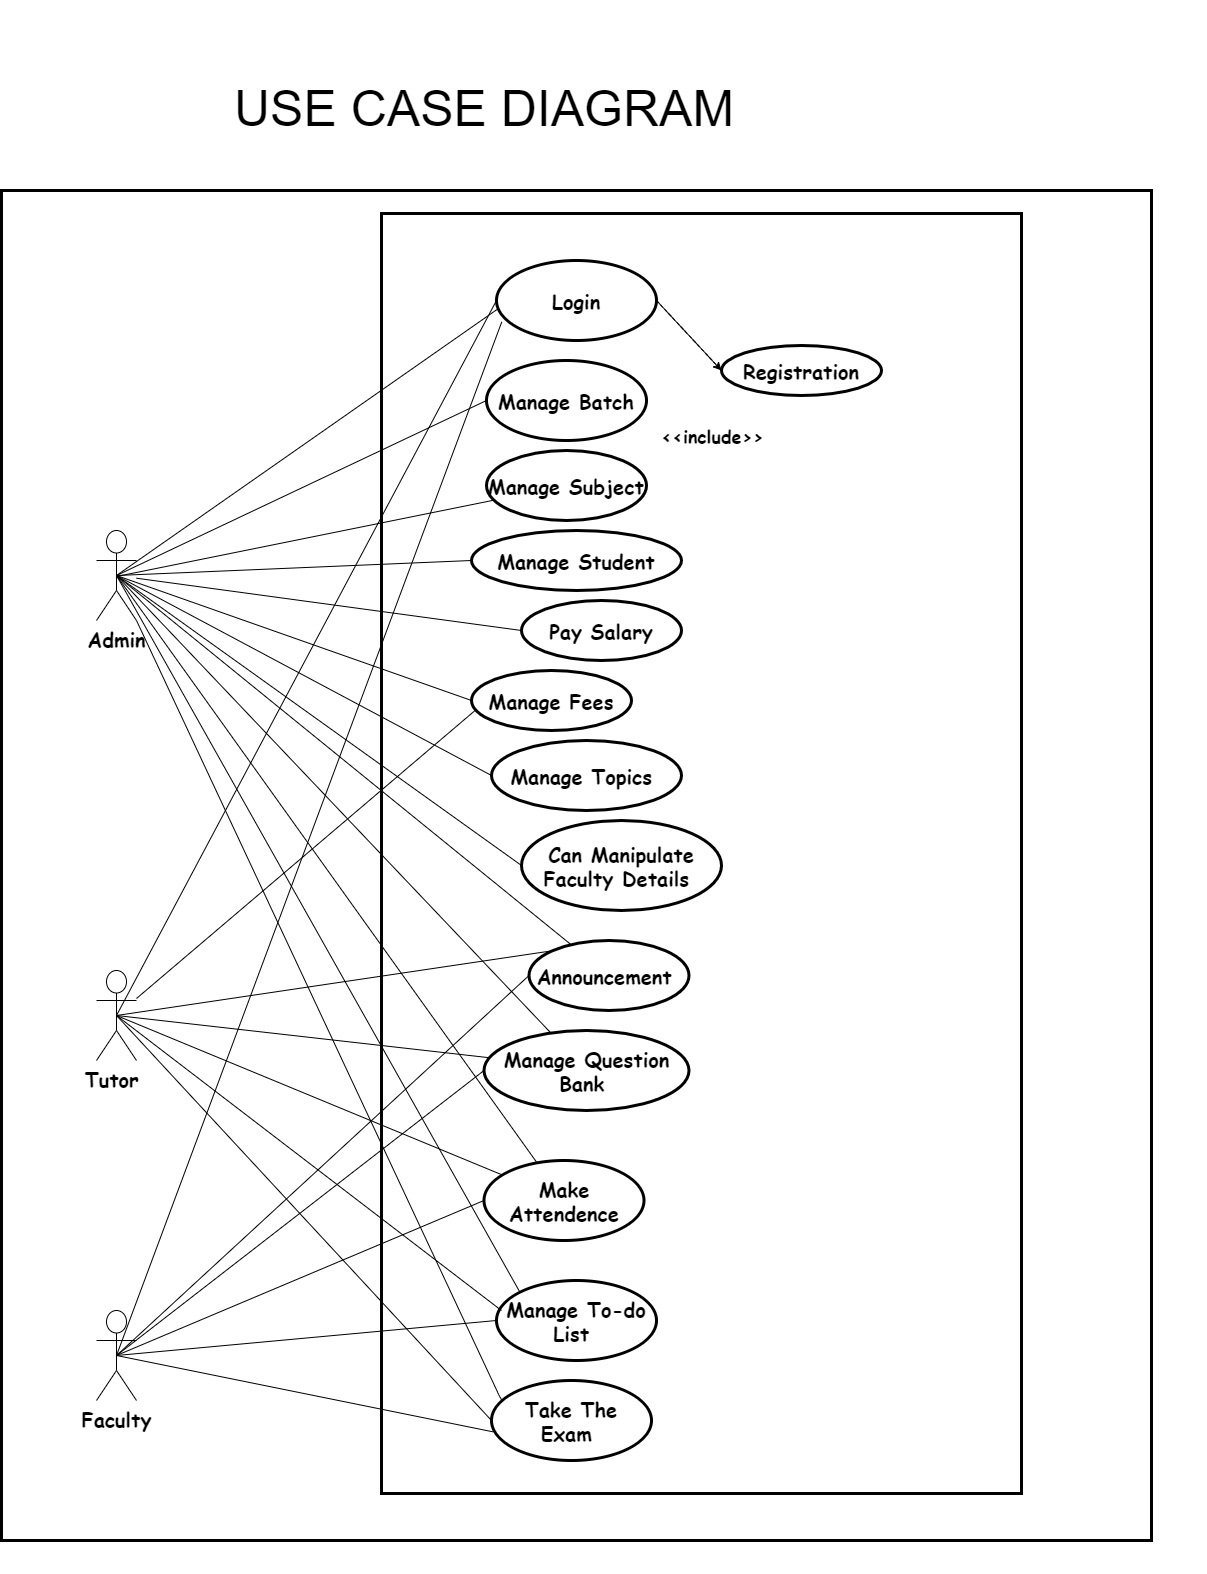 USE CASE DIAGRAM
Login
Registration
Manage Batch
<<include>>
Manage Subject
Manage Student
Admin
Pay Salary
Manage Fees
Manage Topics
Can Manipulate
Faculty Details
Announcement
Tutor
Manage Question
Bank
Make
Attendence
Manage To-do
List
Faculty
Take The
Exam